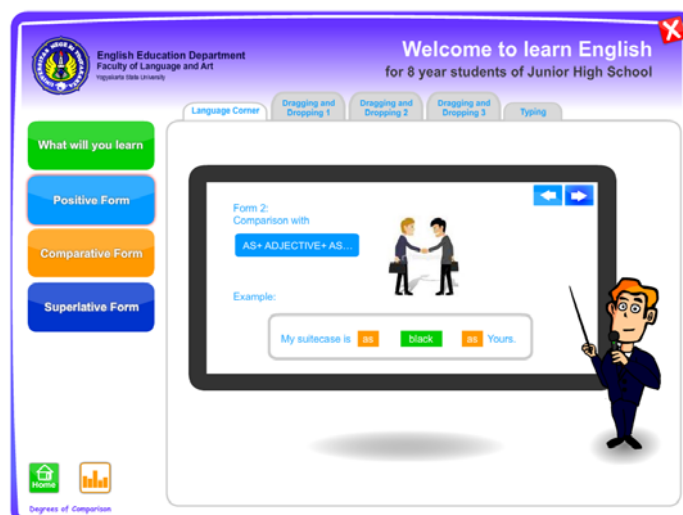 English Education Department
Faculty of Language and Art
Yogyakarta State University
Welcome to learn English
for 8 year students of Junior High School
X
Language Corner
Dragging and
Dropping 1
Dragging and
Dropping 2
Dragging and
Dropping 3
Typing
What will you learn
Positive Form
Comparative Form
Superlative Form
Form 2:
Comparison with
AS+ ADJECTIVE+ AS...
Example:
My suitecase is as black as Yours.
Home
Degrees of Comparison